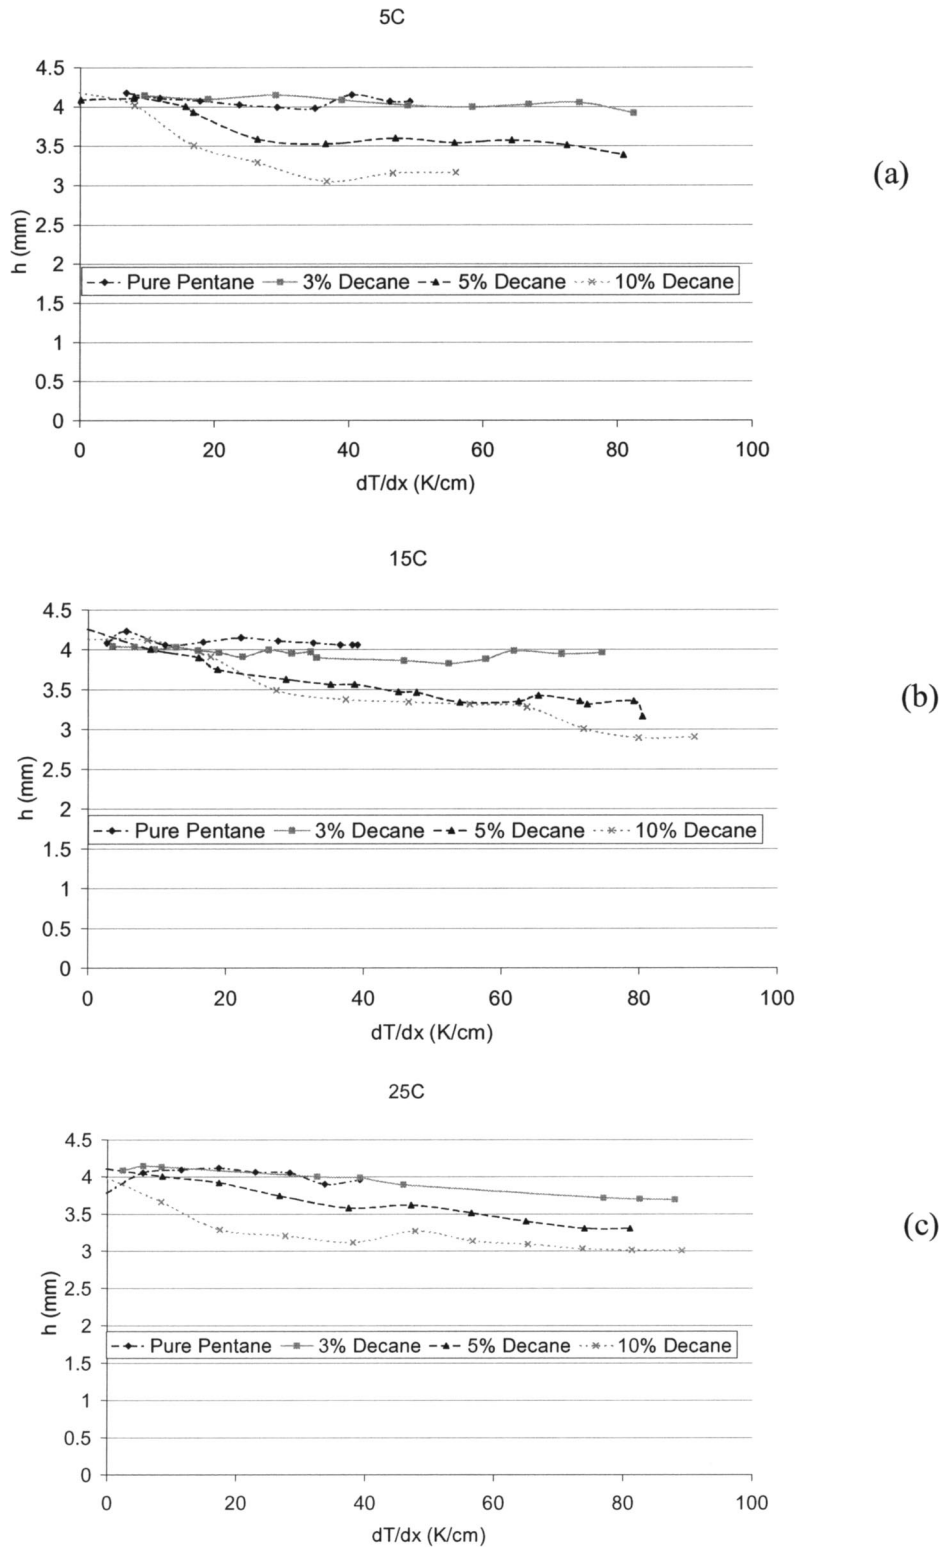 5C
4.5
4
3.5
3
2.5
2
1.5
1
0.5
0
h (mm)
Pure Pentane 3% Decane 5% Decane 10% Decane
0 20 40 60 80 100
dT/dx (K/cm)
(a)
15C
4.5
4
3.5
3
2.5
2
1.5
1
0.5
0
h (mm)
Pure Pentane 3% Decane 5% Decane 10% Decane
0 20 40 60 80 100
dT/dx (K/cm)
(b)
25C
4.5
4
3.5
3
2.5
2
1.5
1
0.5
0
h (mm)
Pure Pentane 3% Decane 5% Decane 10% Decane
0 20 40 60 80 100
dT/dx (K/cm)
(c)